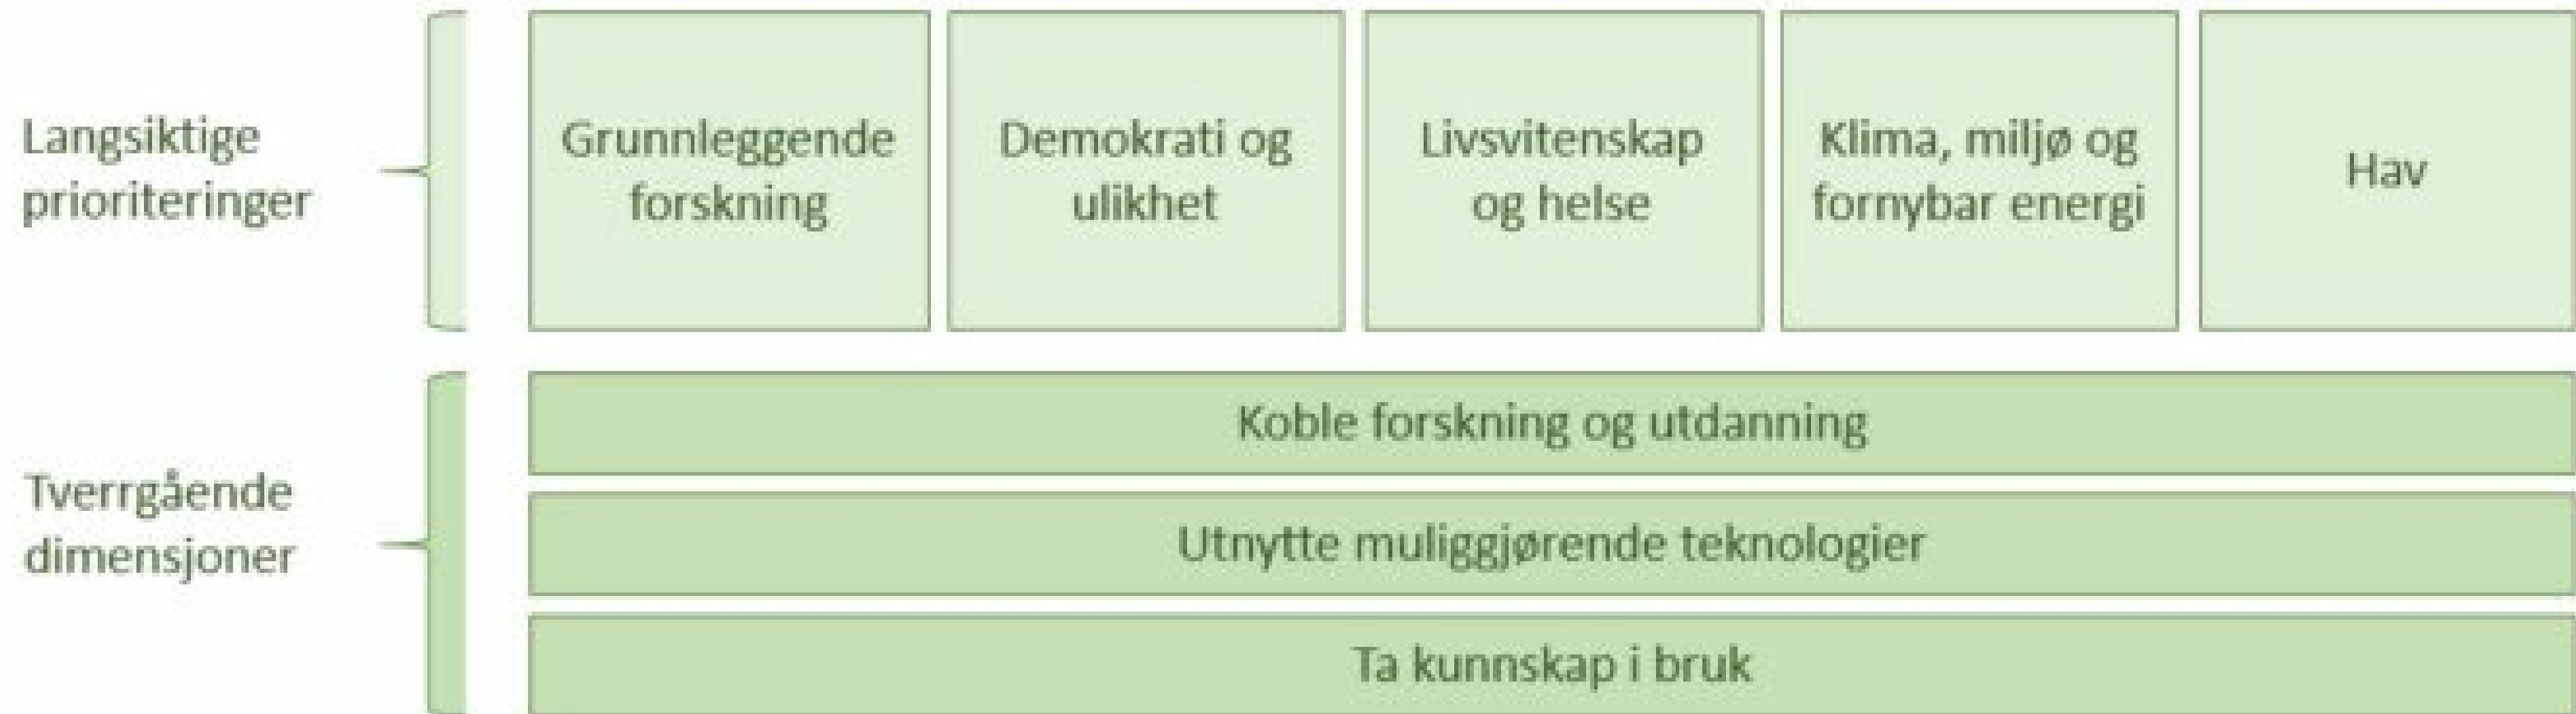 Langsiktige
prioriteringer
Grunnleggende
forskning
Demokrati og
ulikhet
Livsvitenskap
og helse
Klima, miljø og
fornybar energi
Hav
Tverrgående
dimensjoner
Koble forskning og utdanning
Utnytte muliggjørende teknologier
Ta kunnskap i bruk